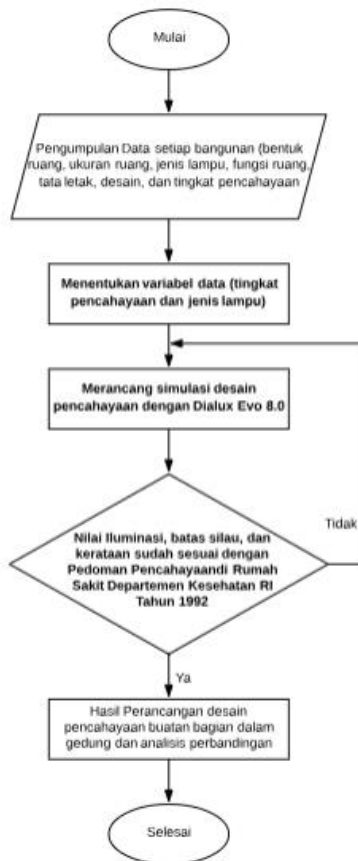 Mulai
Pengumpulan Data setiap bangunan (bentuk
ruang, ukuran ruang, jenis lampu, fungsi ruang,
tata letak, desain, dan tingkat pencahayaan
Menentukan variabel data (tingkat
pencahayaan dan jenis lampu)
Merancang simulasi desain
pencahayaan dengan Dialux Evo 8.0
Nilai Iluminasi, batas silau, dan
kerataan sudah sesuai dengan
Pedoman Pencahayaandi Rumah
Sakit Departemen Kesehatan RI
Tahun 1992
Tidak
Ya
Hasil Perancangan desain
pencahayaan buatan bagian dalam
gedung dan analisis perbandingan
Selesai